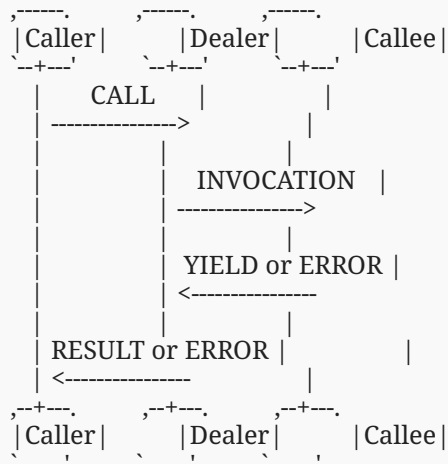 ,------.          ,------.          ,------.
|Caller|          |Dealer|          |Callee|
`--+---'          `--+---'          `--+---'
|       CALL       |                  |
| ---------------->                  |
|                  |                  |
|                  |    INVOCATION    |
|                  | ---------------->
|                  |                  |
|                  |  YIELD or ERROR |
|                  | <----------------
|                  |                  |
| RESULT or ERROR |                  |
| <----------------                  |
,--+---.          ,--+---.          ,--+---.
|Caller|          |Dealer|          |Callee|